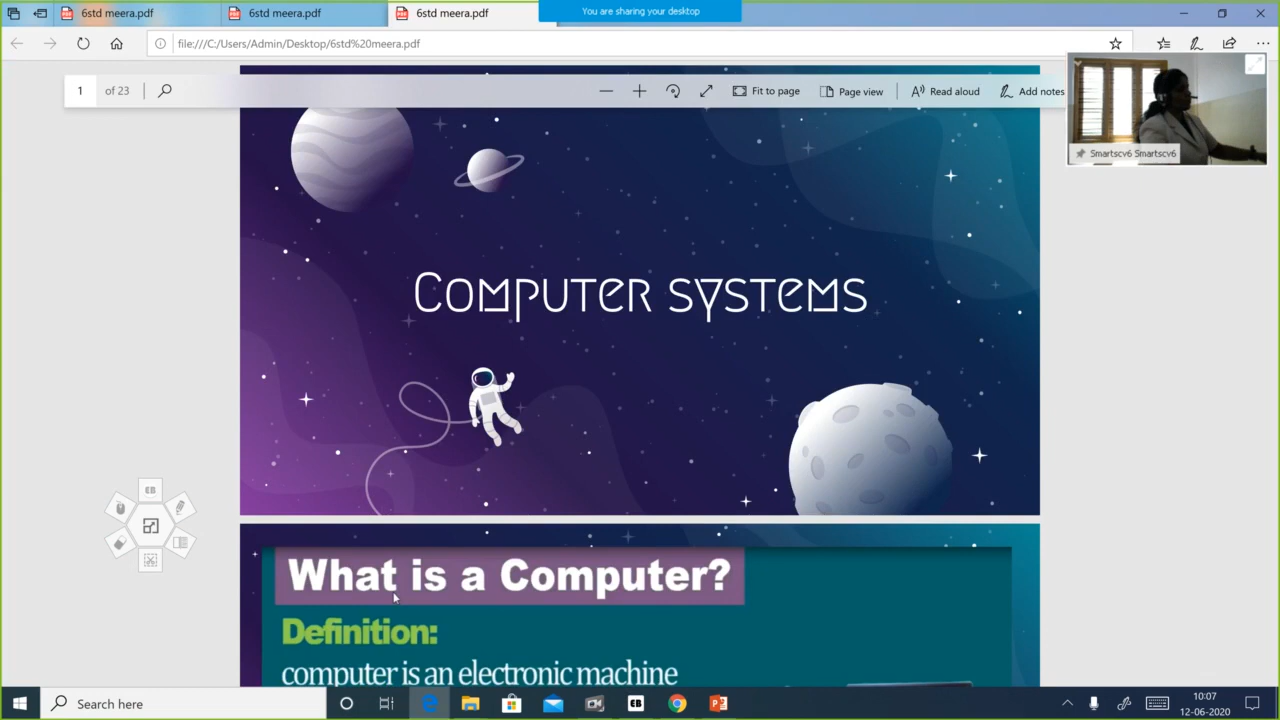 6std meera.pdf
6std meera.pdf
6std meera.pdf
You are sharing your desktop
file:///C:/Users/Admin/Desktop/6std%20meera.pdf
1 of 23
Fit to page
Page view
Read aloud
Add notes
Smartscv6 Smartscv6
COMPUTER SYSTEMS
EB
What is a Computer?
Definition:
computer is an electronic machine
Search here
EB
10:07
12-06-2020